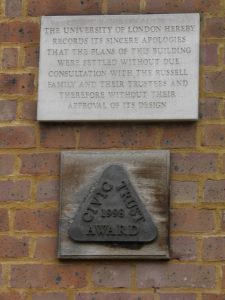 THE UNIVERSITY OF LONDON HEREBY
RECORDS ITS SINCERE APOLOGIES
THAT THE PLANS OF THIS BUILDING
WERE SETTLED WITHOUT DUE
CONSULTATION WITH THE RUSSELL
FAMILY AND THEIR TRUSTEES AND
THEREFORE WITHOUT THEIR
APPROVAL OF ITS DESIGN
CIVIC TRUST
1998
AWARD